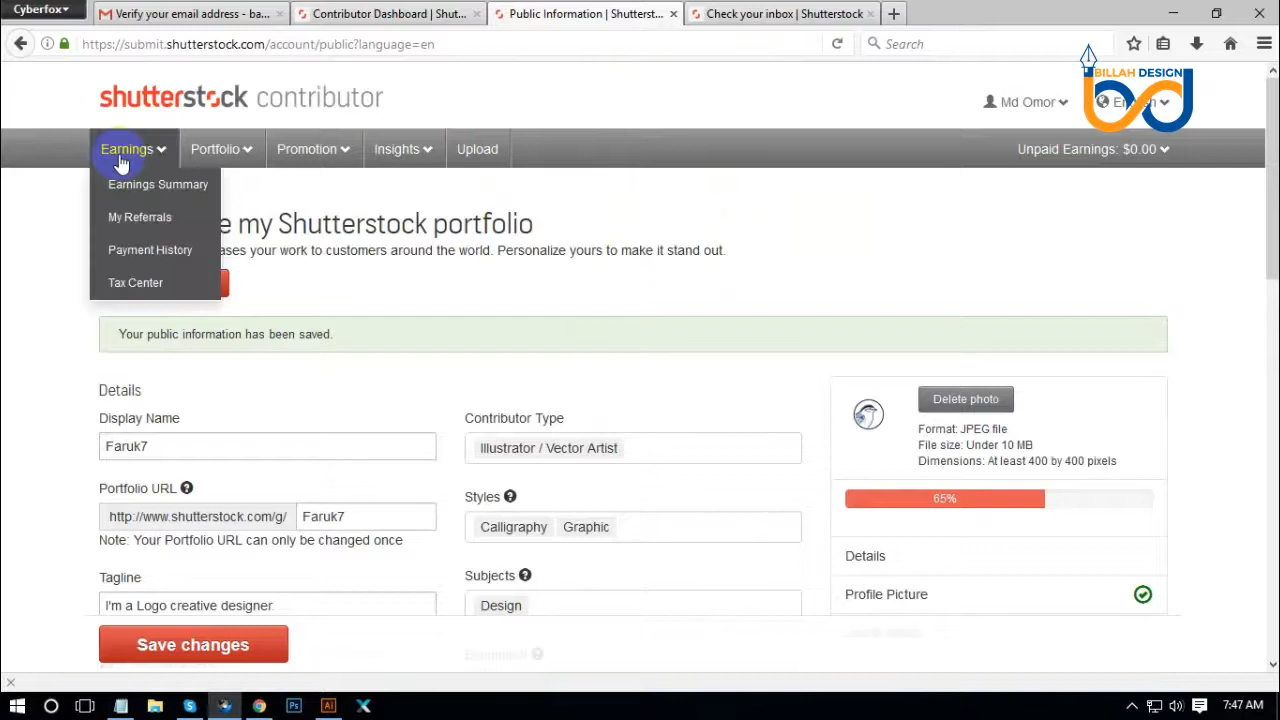 Cyberfox
Verify your email address - ba...
Contributor Dashboard | Shut...
Public Information | Shutterst...
Check your inbox | Shutterstock
https://submit.shutterstock.com/account/public?language=en
Search
shutterstock contributor
Md Omor
BILLAH DESIGN
Earnings
Portfolio
Promotion
Insights
Upload
Unpaid Earnings: $0.00
Earnings Summary
My Referrals
Payment History
Tax Center
e my Shutterstock portfolio
ases your work to customers around the world. Personalize yours to make it stand out.
Your public information has been saved.
Details
Display Name
Faruk7
Portfolio URL
http://www.shutterstock.com/g/ Faruk7
Note: Your Portfolio URL can only be changed once
Tagline
I'm a Logo creative designer.
Save changes
Contributor Type
Illustrator / Vector Artist
Styles
Calligraphy Graphic
Subjects
Design
Equipment
Delete photo
Format: JPEG file
File size: Under 10 MB
Dimensions: At least 400 by 400 pixels
65%
Details
Profile Picture
7:47 AM